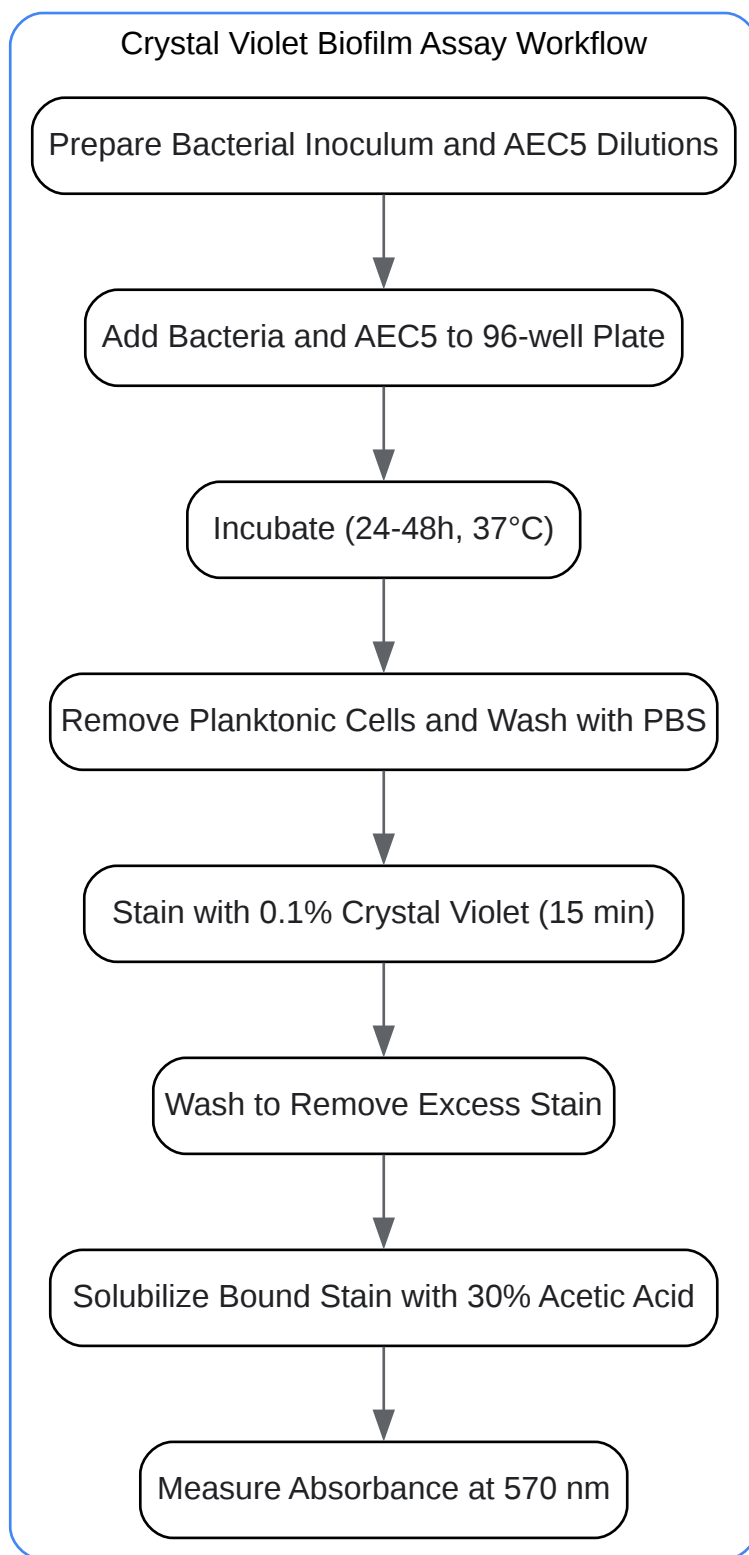 Crystal Violet Biofilm Assay Workflow
Prepare Bacterial Inoculum and AEC5 Dilutions
Add Bacteria and AEC5 to 96-well Plate
Incubate (24-48h, 37°C)
Remove Planktonic Cells and Wash with PBS
Stain with 0.1% Crystal Violet (15 min)
Wash to Remove Excess Stain
Solubilize Bound Stain with 30% Acetic Acid
Measure Absorbance at 570 nm